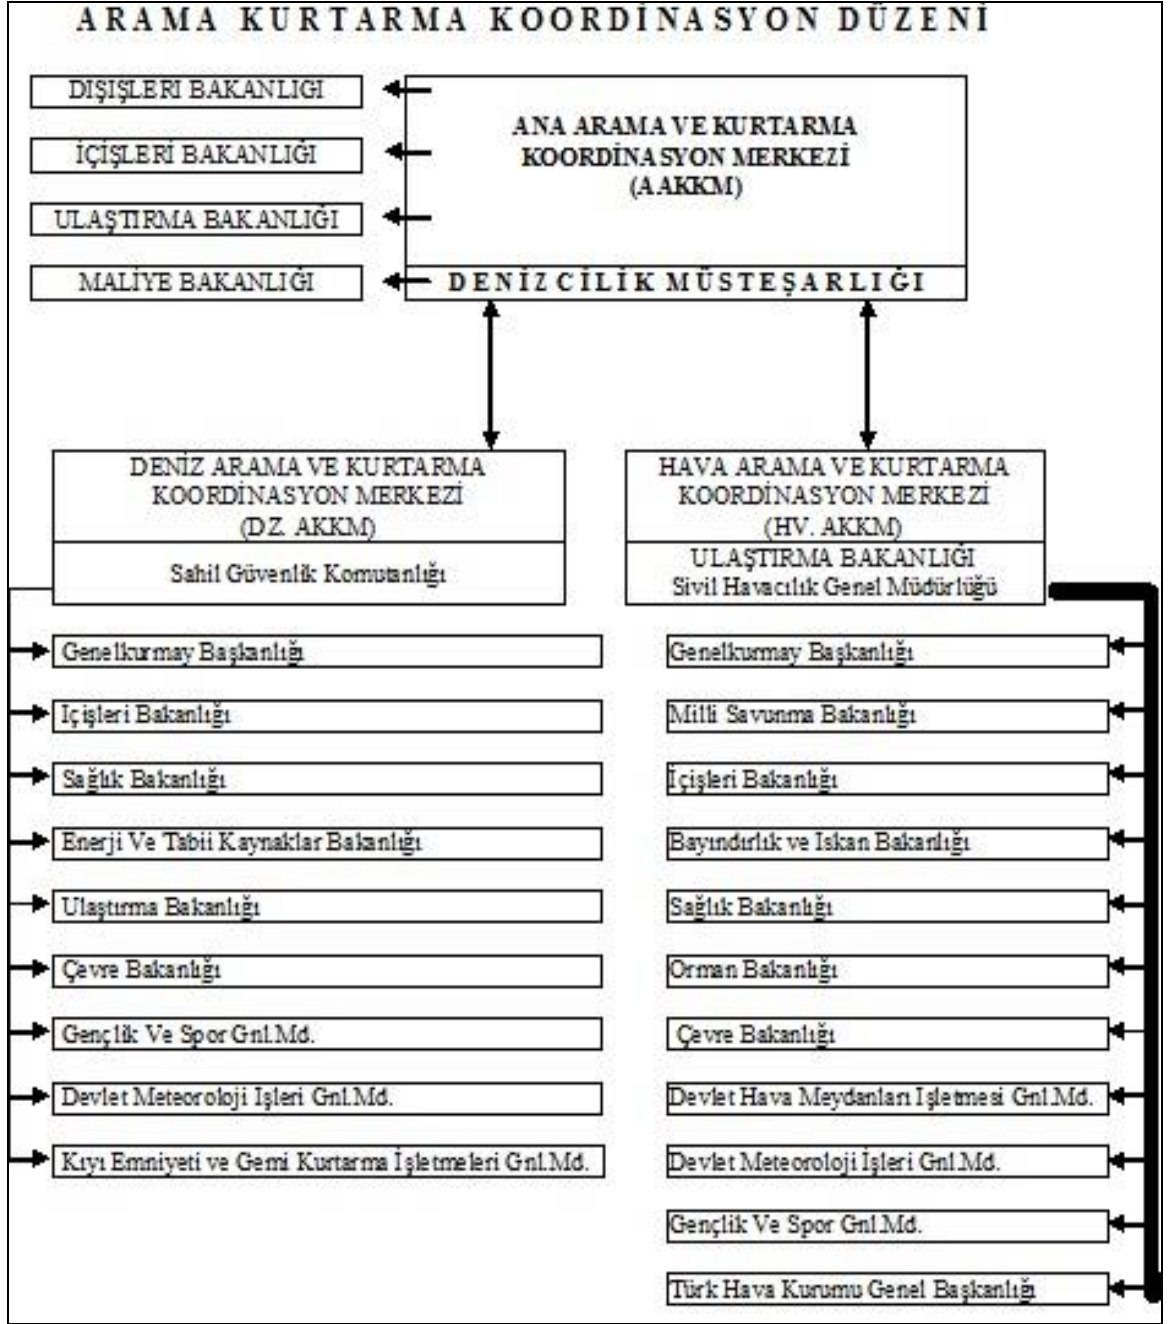 ARAMA KURTARMA KOORDİNASYON DÜZENİ
DIŞIŞLERI BAKANLIGI
İÇİŞLERİ BAKANLIĞI
ULAŞTIRMA BAKANLIĞI
MALİYE BAKANLIĞI
ANA ARAMA VE KURTARMA
KOORDİNASYON MERKEZİ
(AAKKM)
DENİZCİLİK MÜSTEŞARLIĞI
DENİZ ARAMA VE KURTARMA
KOORDİNASYON MERKEZİ
(DZ. AKKM)
Sahil Güvenlik Komutanlığı
HAVA ARAMA VE KURTARMA
KOORDİNASYON MERKEZİ
(HV. AKKM)
ULAŞTIRMA BAKANLIĞI
Sivil Havacılık Genel Müdürlüğü
Genelkurmay Başkanlığı
Içişleri Bakanlığı
Sağlık Bakanlığı
Enerji Ve Tabii Kaynaklar Bakanlığı
Ulaştırma Bakanlığı
Çevre Bakanlığı
Gençlik Ve Spor Gnl.Md.
Devlet Meteoroloji Işleri Gnl.Md.
Kıyı Emniyeti ve Gemi Kurtarma İşletmeleri Gnl.Md.
Genelkurmay Başkanlığı
Milli Savunma Bakanlığı
İçişleri Bakanlığı
Bayındırlık ve Iskan Bakanlığı
Sağlık Bakanlığı
Orman Bakanlığı
Çevre Bakanlığı
Devlet Hava Meydanları Işletmesi Gnl.Md.
Devlet Meteoroloji İşleri Gnl.Md.
Gençlik Ve Spor Gnl.Md.
Türk Hava Kurumu Genel Başkanlığı